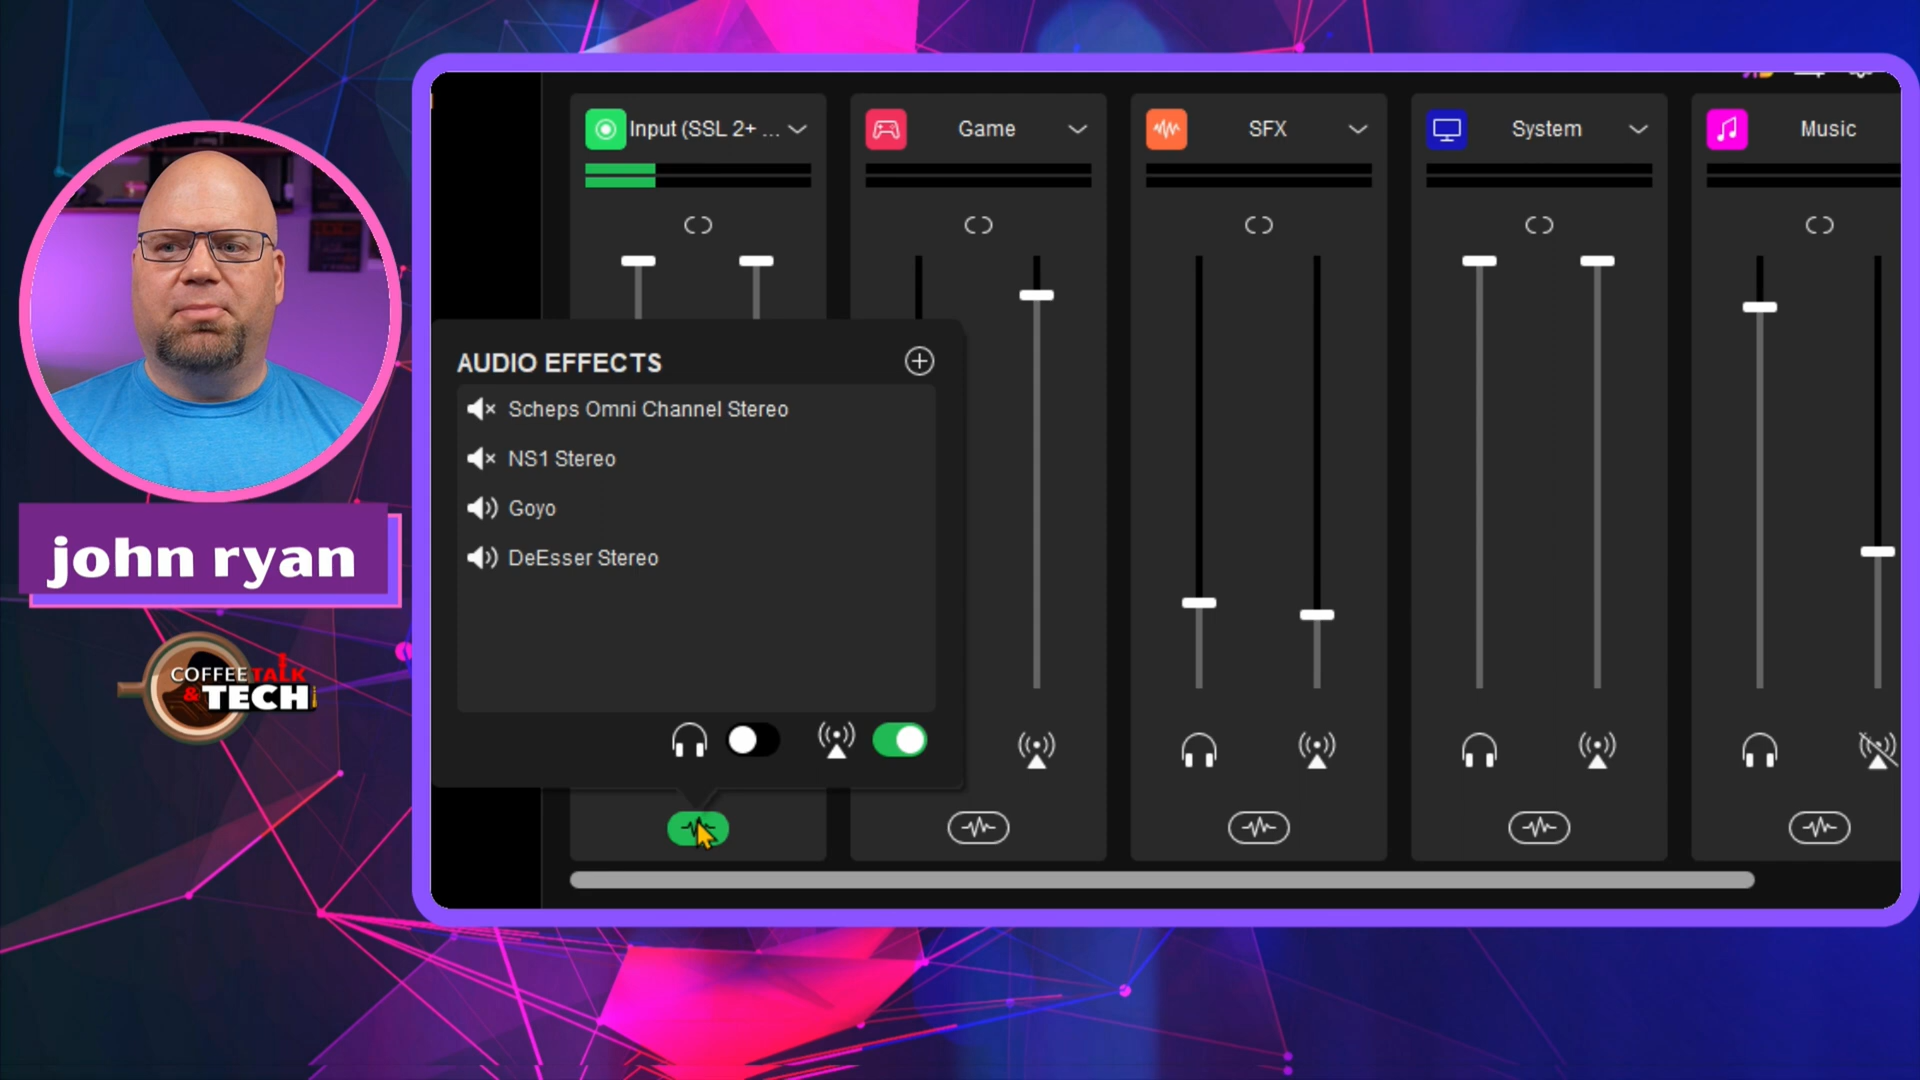 Input (SSL 2+ ...
Game
SFX
System
Music
AUDIO EFFECTS
Scheps Omni Channel Stereo
NS1 Stereo
Goyo
DeEsser Stereo
john ryan
COFFEE TALK
& TECH